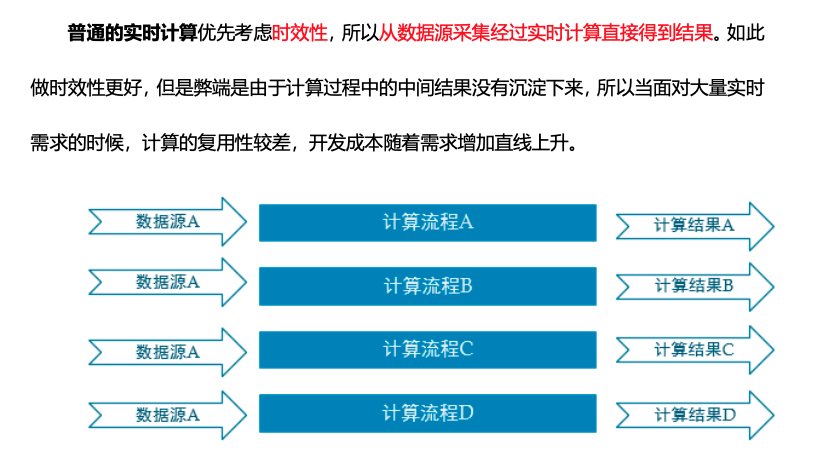 普通的实时计算优先考虑时效性，所以从数据源采集经过实时计算直接得到结果。如此
做时效性更好，但是弊端是由于计算过程中的中间结果没有沉淀下来，所以当面对大量实时
需求的时候，计算的复用性较差，开发成本随着需求增加直线上升。
数据源A
计算流程A
计算结果A
数据源A
计算流程B
计算结果B
数据源A
计算流程C
计算结果C
数据源A
计算流程D
计算结果D